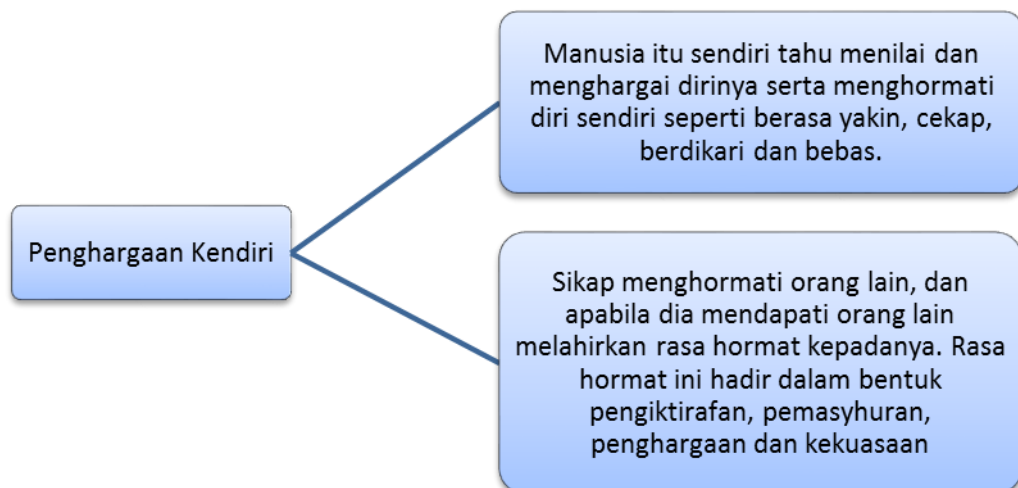 Manusia itu sendiri tahu menilai dan
menghargai dirinya serta menghormati
diri sendiri seperti berasa yakin, cekap,
berdikari dan bebas.
Penghargaan Kendiri
Sikap menghormati orang lain, dan
apabila dia mendapati orang lain
melahirkan rasa hormat kepadanya. Rasa
hormat ini hadir dalam bentuk
pengiktirafan, pemasyhuran,
penghargaan dan kekuasaan